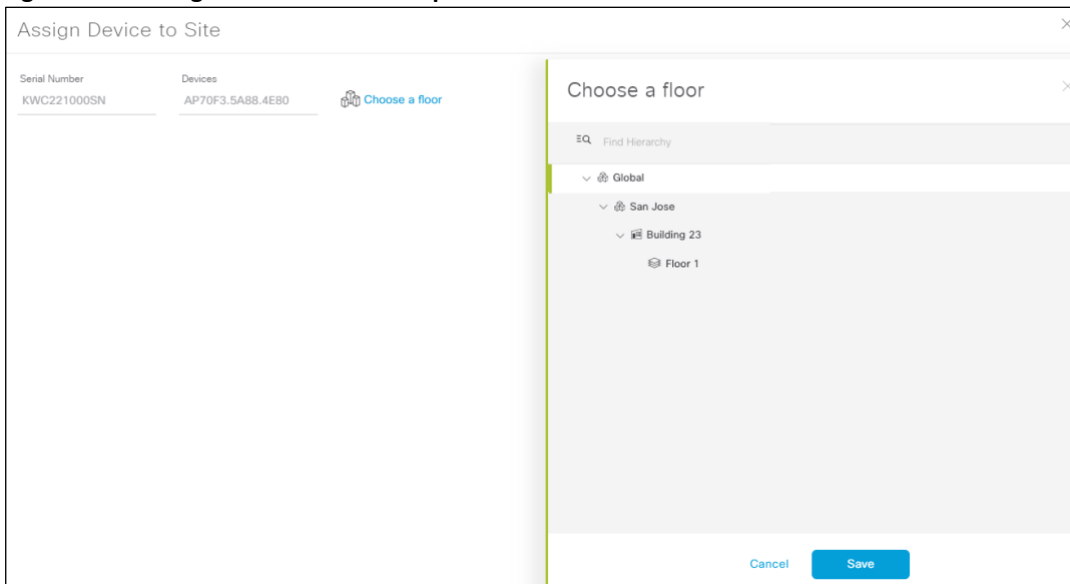 Assign Device to Site
Serial Number
Devices
KWC221000SN
AP70F3.5A88.4E80
Choose a floor
Choose a floor
Find Hierarchy
Global
San Jose
Building 23
Floor 1
Cancel
Save